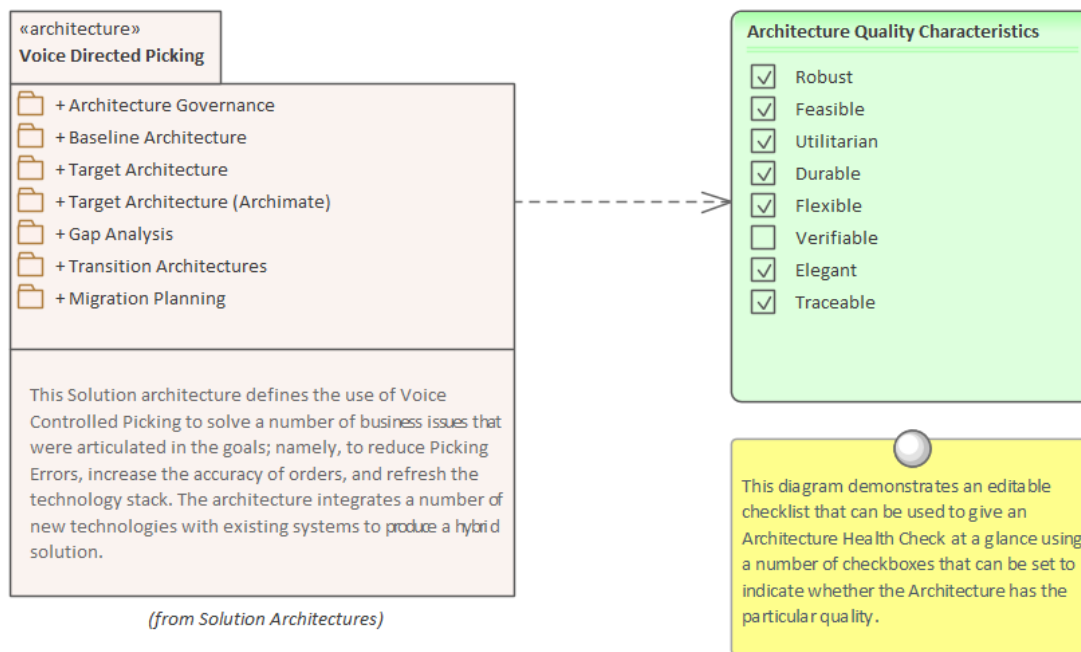 «architecture»
Voice Directed Picking
+ Architecture Governance
+ Baseline Architecture
+ Target Architecture
+ Target Architecture (Archimate)
+ Gap Analysis
+ Transition Architectures
+ Migration Planning
This Solution architecture defines the use of Voice
Controlled Picking to solve a number of business issues that
were articulated in the goals; namely, to reduce Picking
Errors, increase the accuracy of orders, and refresh the
technology stack. The architecture integrates a number of
new technologies with existing systems to produce a hybrid
solution.
(from Solution Architectures)
Architecture Quality Characteristics
Robust
Feasible
Utilitarian
Durable
Flexible
Verifiable
Elegant
Traceable
This diagram demonstrates an editable
checklist that can be used to give an
Architecture Health Check at a glance using
a number of checkboxes that can be set to
indicate whether the Architecture has the
particular quality.